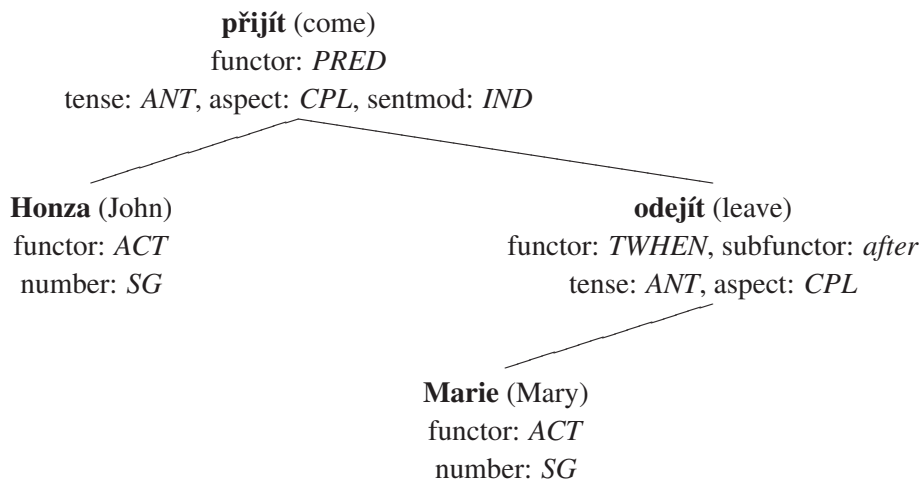 přijít (come)
functor: PRED
tense: ANT, aspect: CPL, sentmod: IND
Honza (John)
functor: ACT
number: SG
odejít (leave)
functor: TWHEN, subfunctor: after
tense: ANT, aspect: CPL
Marie (Mary)
functor: ACT
number: SG